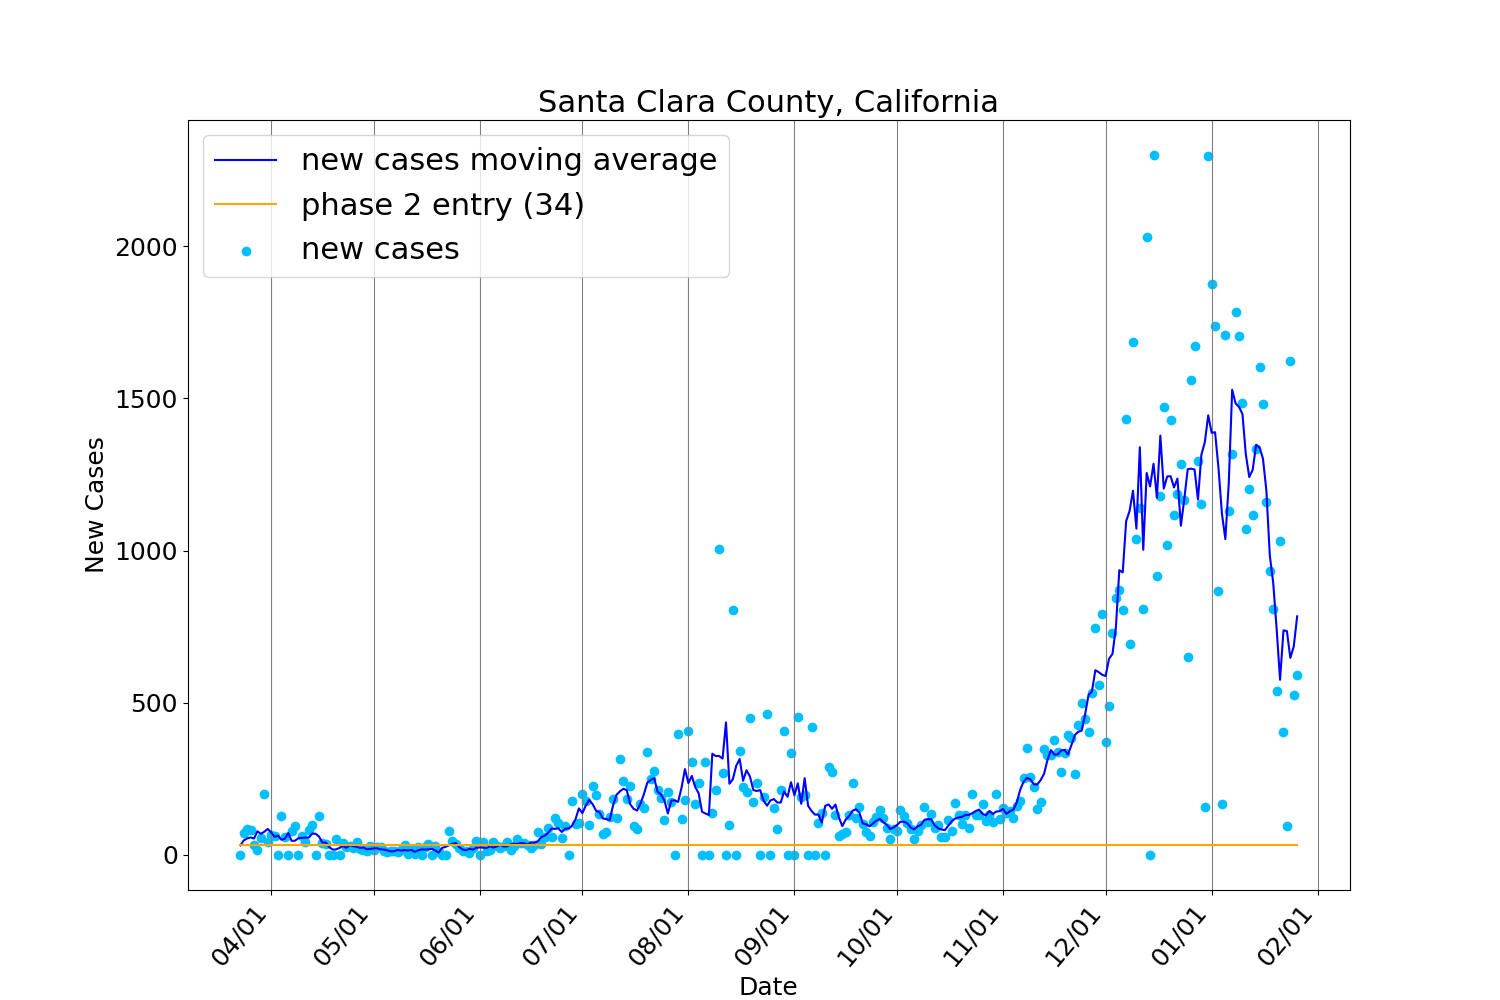 Santa Clara County, California
new cases moving average
phase 2 entry (34)
new cases
New Cases
2000
1500
1000
500
0
04/01
05/01
06/01
07/01
08/01
09/01
10/01
11/01
12/01
01/01
02/01
Date